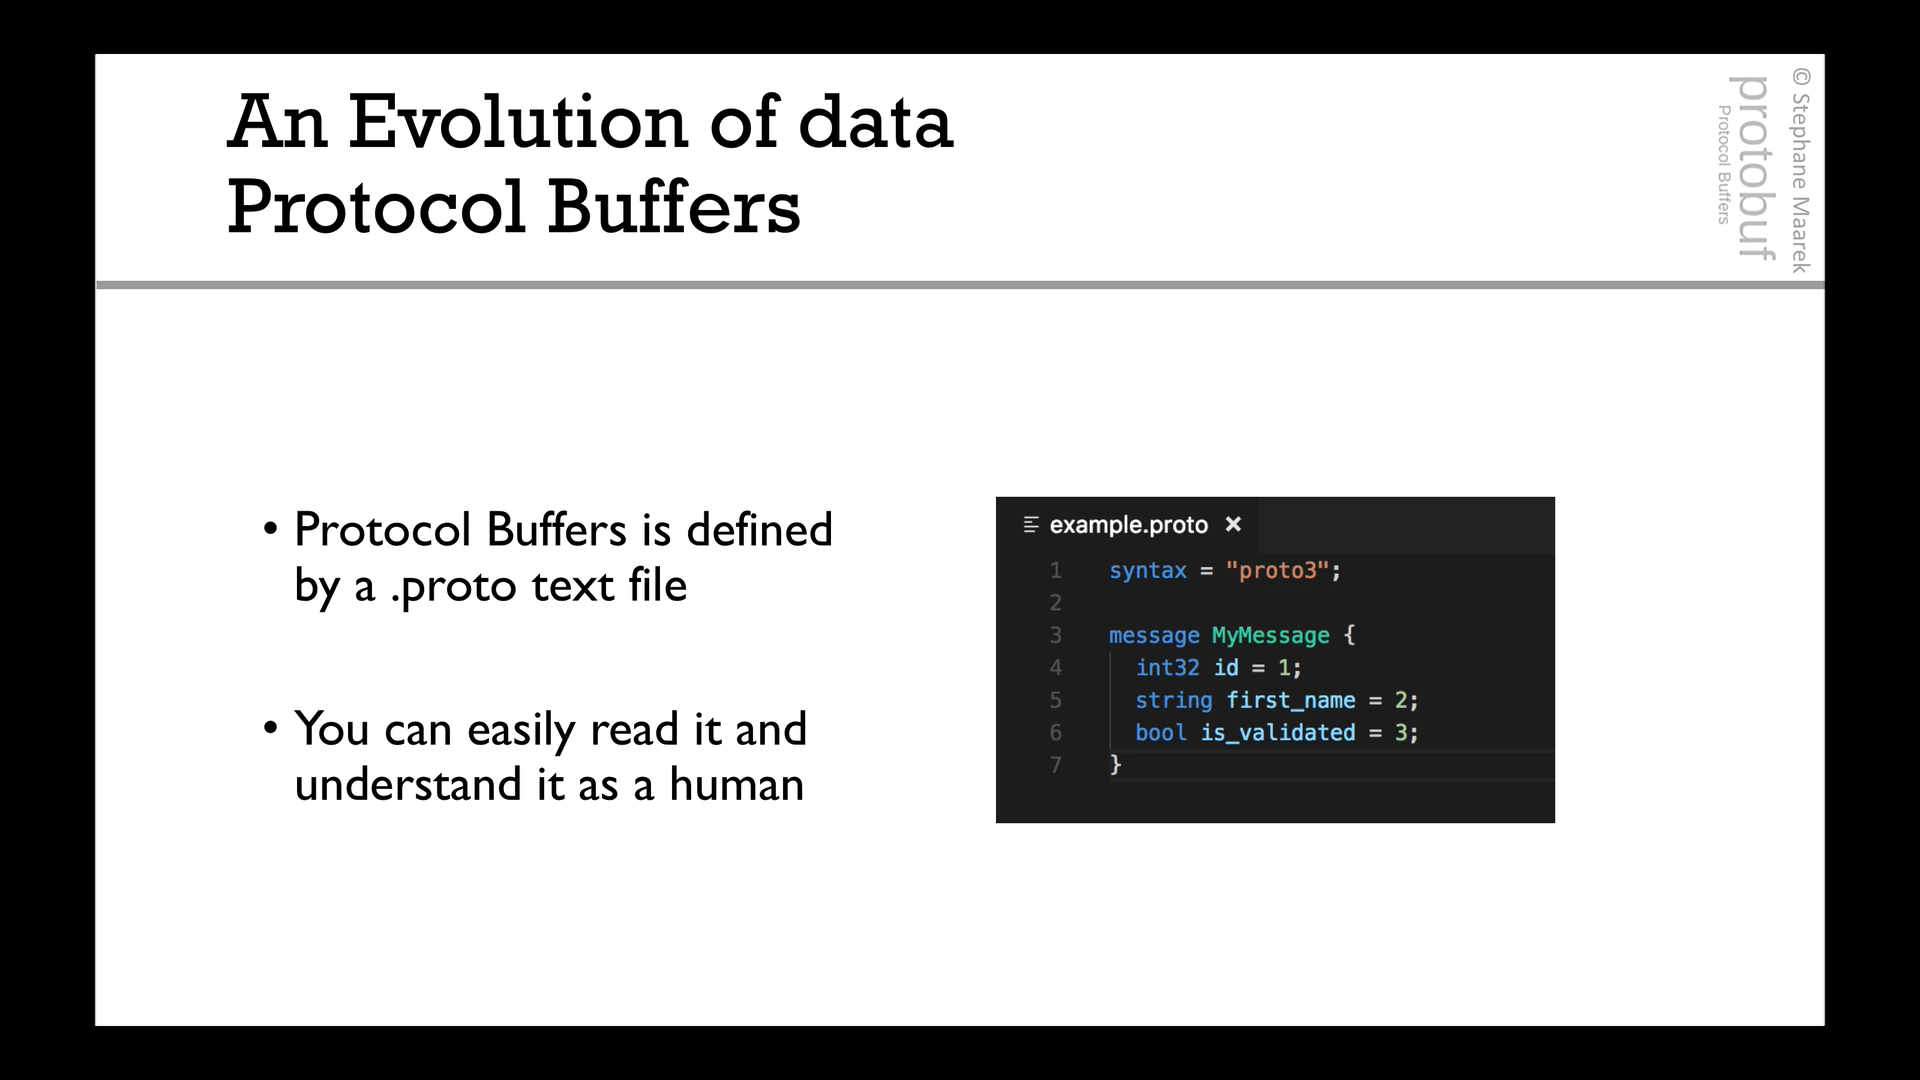 An Evolution of data
Protocol Buffers
© Stephane Maarek
protobuf
Protocol Buffers
• Protocol Buffers is defined
by a .proto text file
• You can easily read it and
understand it as a human
example.proto ×
1 syntax = "proto3";
2
3 message MyMessage {
4 int32 id = 1;
5 string first_name = 2;
6 bool is_validated = 3;
7 }